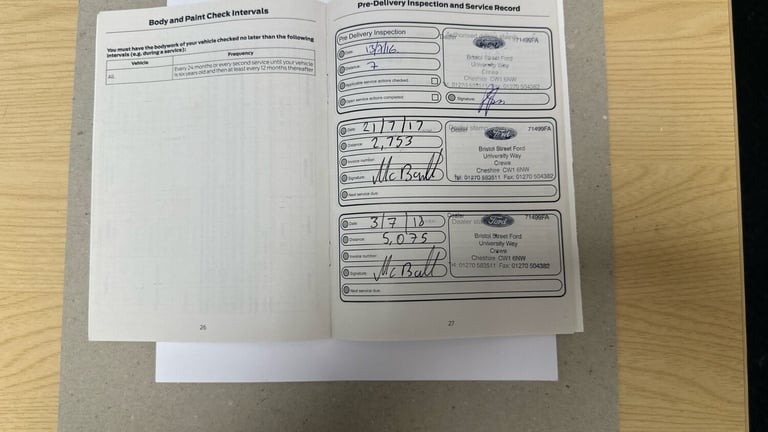 Body and Paint Check Intervals
You must have the bodywork of your vehicle checked no later than the following
intervals (e.g. during a service):
Vehicle Frequency
All. Every 24 months or every second service until your vehicle
is six years old and then at least every 12 months thereafter.
26
Pre-Delivery Inspection and Service Record
Pre Delivery Inspection
Date:
Distance: 7
Applicable service actions checked:
Open service actions completed:
Ford 71499FA
Bristol Street Ford
University Way
Crewe
Cheshire CW1 6NW
Signature:
Date: 21/7/17
Distance: 2,753
Invoice number:
Signature: McBall
Next service due:
Dealer stamp
Ford 71499FA
Bristol Street Ford
University Way
Crewe
Cheshire CW1 6NW
Tel: 01270 583511 Fax: 01270 504382
Date: 3/7/18
Distance: 5,075
Invoice number:
Signature: McBall
Next service due:
Dealer
Ford 71499FA
Bristol Street Ford
University Way
Crewe
Cheshire CW1 6NW
Tel: 01270 583511 Fax: 01270 504382
27